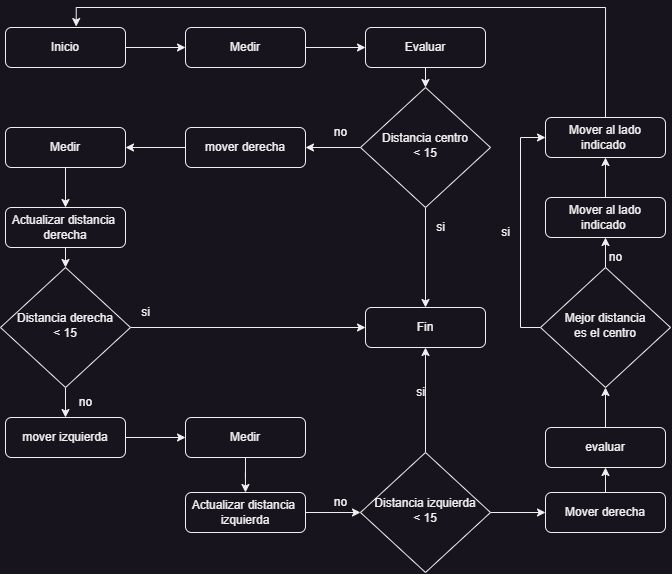 Inicio
Medir
Evaluar
Distancia centro
< 15
no
mover derecha
Medir
Mover al lado
indicado
Actualizar distancia
derecha
si
Mover al lado
indicado
si
no
Distancia derecha
< 15
si
Fin
Mejor distancia
es el centro
no
si
mover izquierda
Medir
evaluar
Actualizar distancia
izquierda
no
Distancia izquierda
< 15
Mover derecha